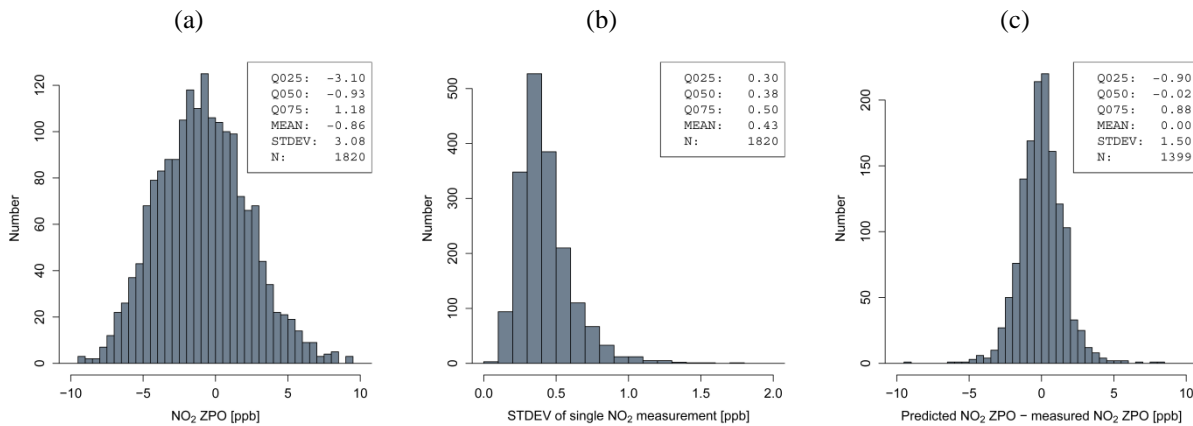 (a)
(b)
(c)
Number
0
20
40
60
80
100
120
−10
−5
0
5
10
NO₂ ZPO [ppb]
Q025: −3.10
Q050: −0.93
Q075: 1.18
MEAN: −0.86
STDEV: 3.08
N: 1820
Number
0
100
200
300
400
500
0.0
0.5
1.0
1.5
2.0
STDEV of single NO₂ measurement [ppb]
Q025: 0.30
Q050: 0.38
Q075: 0.50
MEAN: 0.43
N: 1820
Number
0
50
100
150
200
−10
−5
0
5
10
Predicted NO₂ ZPO − measured NO₂ ZPO [ppb]
Q025: −0.90
Q050: −0.02
Q075: 0.88
MEAN: 0.00
STDEV: 1.50
N: 1399